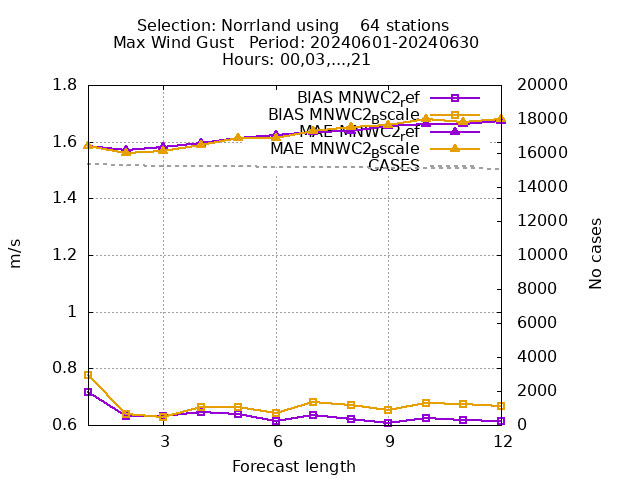 Selection: Norrland using 64 stations
Max Wind Gust Period: 20240601-20240630
Hours: 00,03,...,21
1.8
1.6
1.4
1.2
1
0.8
0.6
20000
18000
16000
14000
12000
10000
8000
6000
4000
2000
0
m/s
No cases
BIAS MNWC2_ref
BIAS MNWC2_Bscale
MAE MNWC2_ref
MAE MNWC2_Bscale
CASES
3
6
9
12
Forecast length